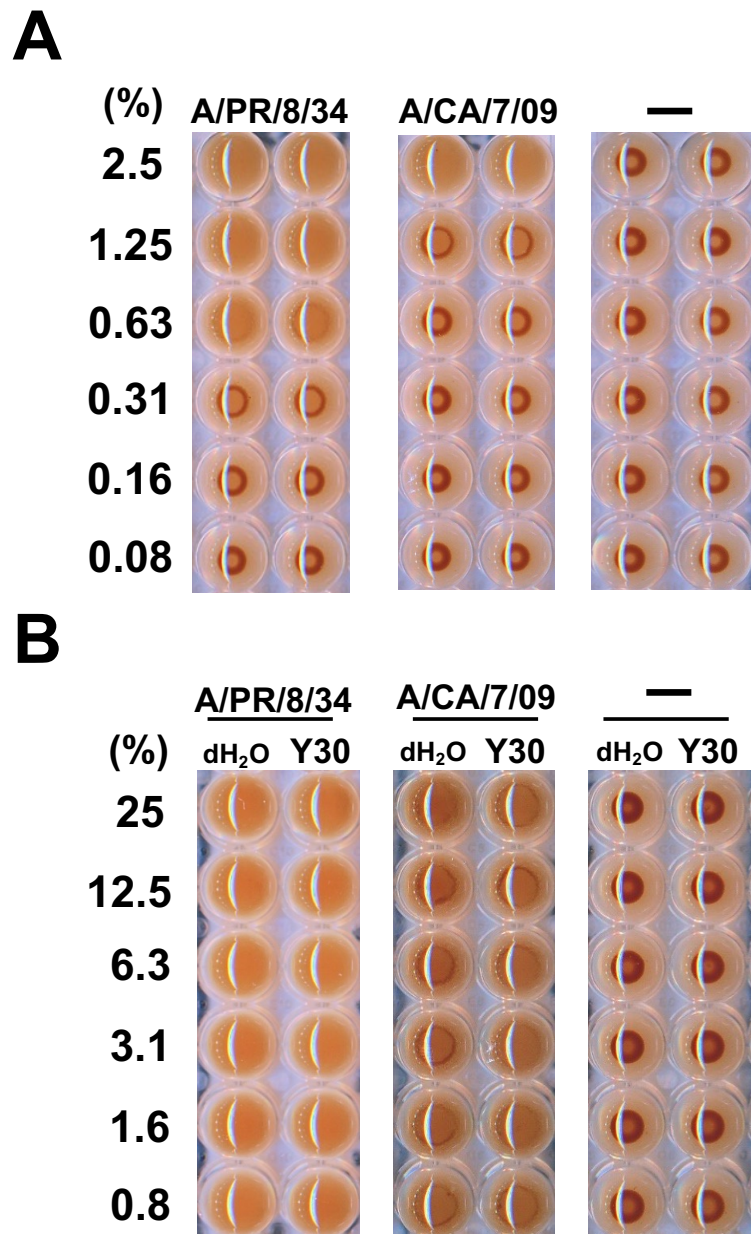 A
(%) A/PR/8/34 A/CA/7/09 —
2.5
1.25
0.63
0.31
0.16
0.08
B
A/PR/8/34 A/CA/7/09 —
(%) dH₂O Y30 dH₂O Y30 dH₂O Y30
25
12.5
6.3
3.1
1.6
0.8